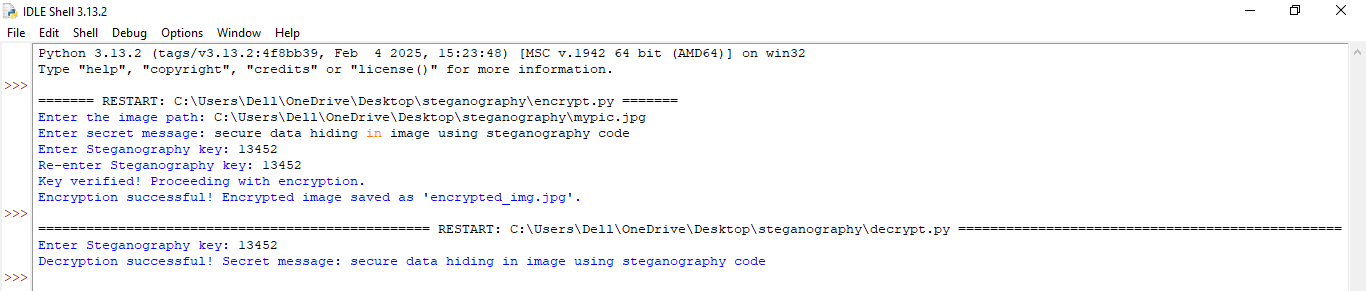 IDLE Shell 3.13.2
File Edit Shell Debug Options Window Help
Python 3.13.2 (tags/v3.13.2:4f8bb39, Feb  4 2025, 15:23:48) [MSC v.1942 64 bit (AMD64)] on win32
Type "help", "copyright", "credits" or "license()" for more information.
>>>
======= RESTART: C:\Users\Dell\OneDrive\Desktop\steganography\encrypt.py =======
Enter the image path: C:\Users\Dell\OneDrive\Desktop\steganography\mypic.jpg
Enter secret message: secure data hiding in image using steganography code
Enter Steganography key: 13452
Re-enter Steganography key: 13452
Key verified! Proceeding with encryption.
Encryption successful! Encrypted image saved as 'encrypted_img.jpg'.
>>>
================================================= RESTART: C:\Users\Dell\OneDrive\Desktop\steganography\decrypt.py ================================================
Enter Steganography key: 13452
Decryption successful! Secret message: secure data hiding in image using steganography code
>>>